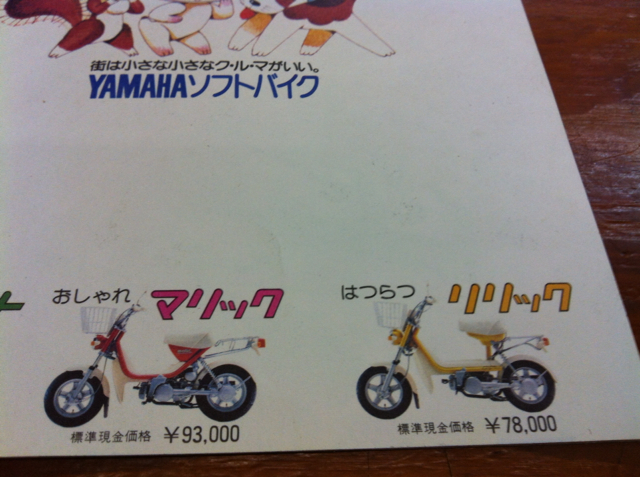 街は小さな小さなク・ル・マがいい。
YAMAHAソフトバイク
おしゃれ マリック
標準現金価格 ¥93,000
はつらつ リリック
標準現金価格 ¥78,000